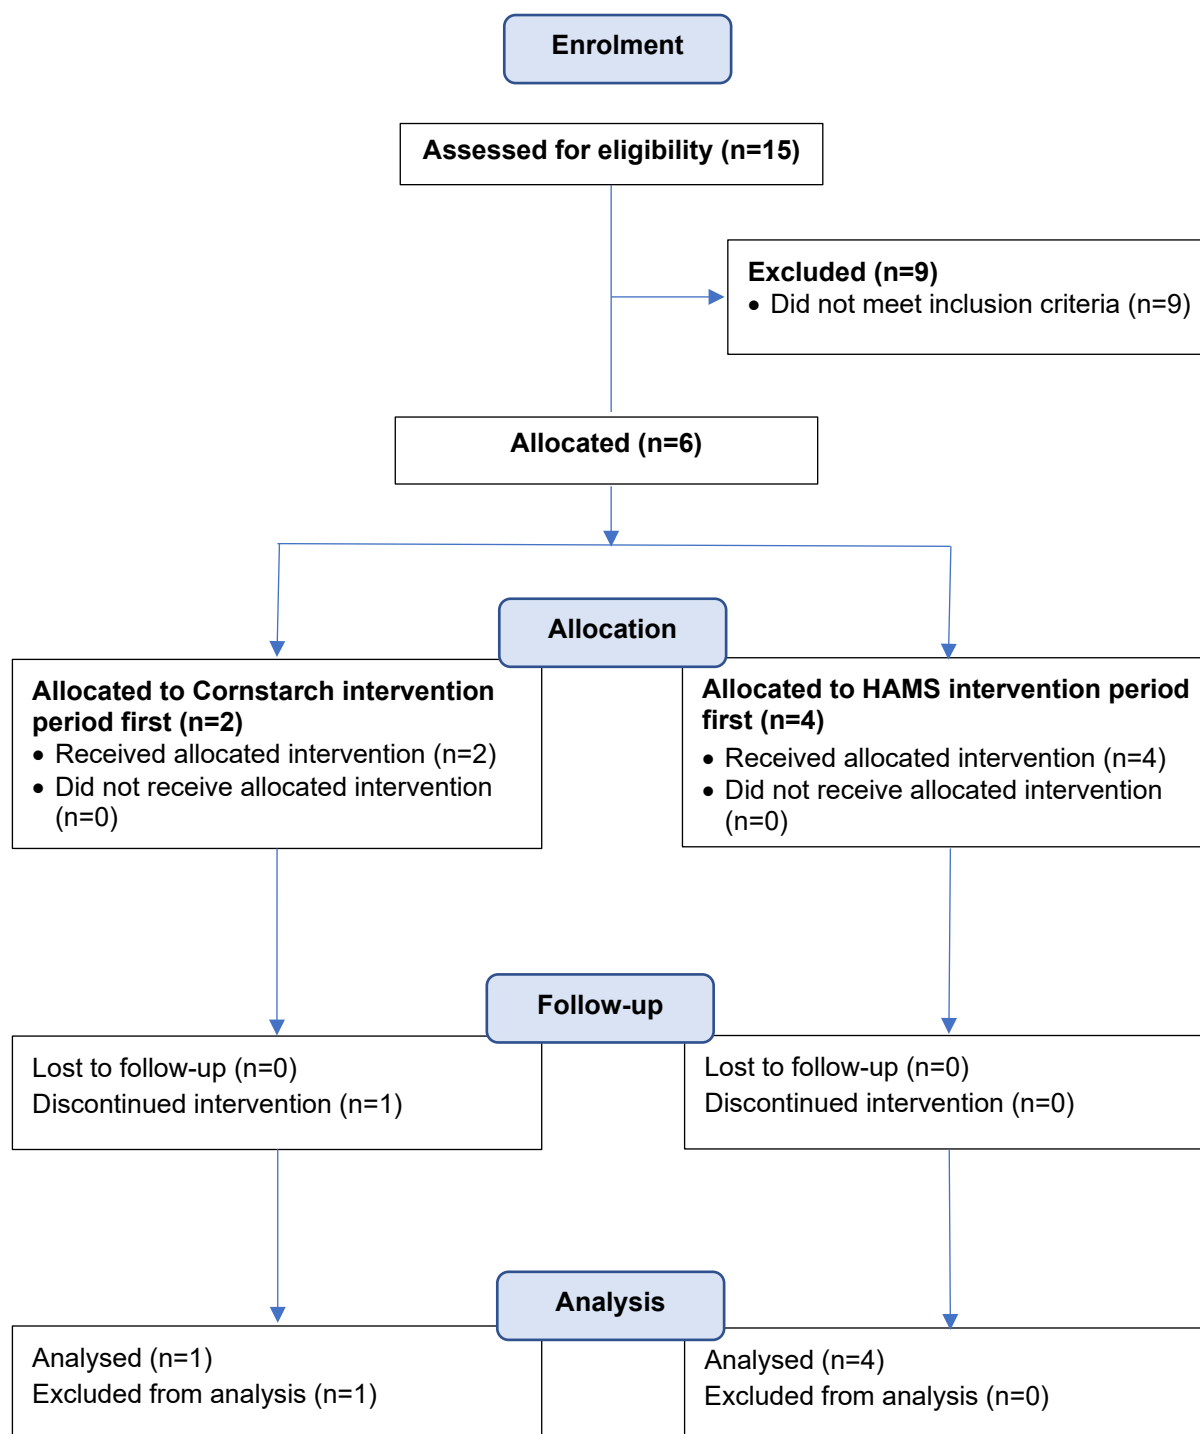 Enrolment
Assessed for eligibility (n=15)
Excluded (n=9)
• Did not meet inclusion criteria (n=9)
Allocated (n=6)
Allocation
Allocated to Cornstarch intervention
period first (n=2)
• Received allocated intervention (n=2)
• Did not receive allocated intervention
(n=0)
Allocated to HAMS intervention period
first (n=4)
• Received allocated intervention (n=4)
• Did not receive allocated intervention
(n=0)
Follow-up
Lost to follow-up (n=0)
Discontinued intervention (n=1)
Lost to follow-up (n=0)
Discontinued intervention (n=0)
Analysis
Analysed (n=1)
Excluded from analysis (n=1)
Analysed (n=4)
Excluded from analysis (n=0)